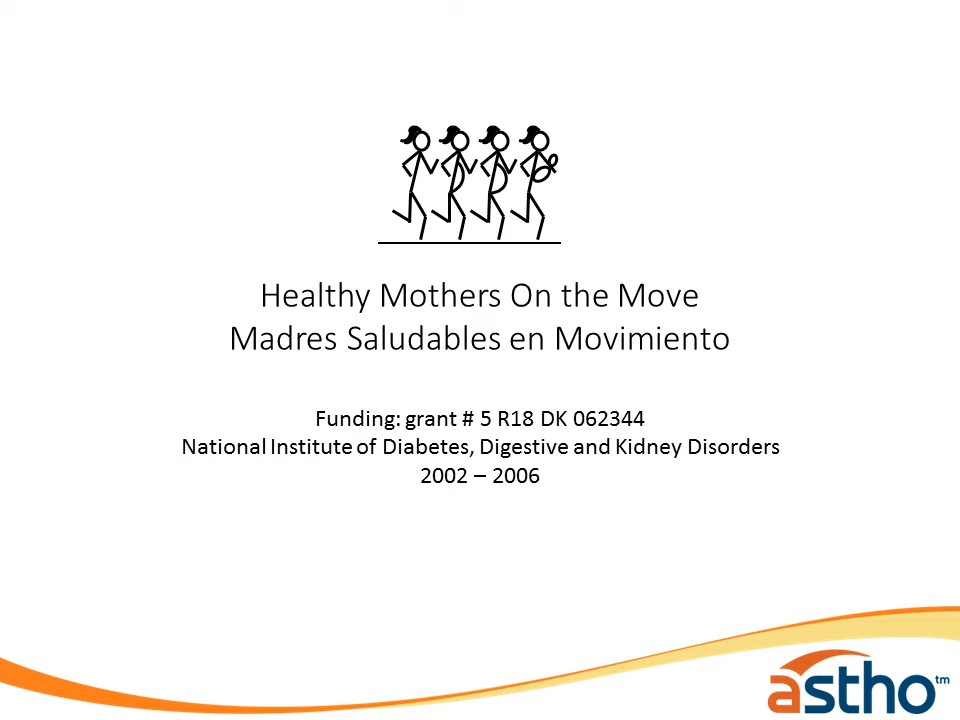 Healthy Mothers On the Move
Madres Saludables en Movimiento
Funding: grant # 5 R18 DK 062344
National Institute of Diabetes, Digestive and Kidney Disorders
2002 – 2006
astho™